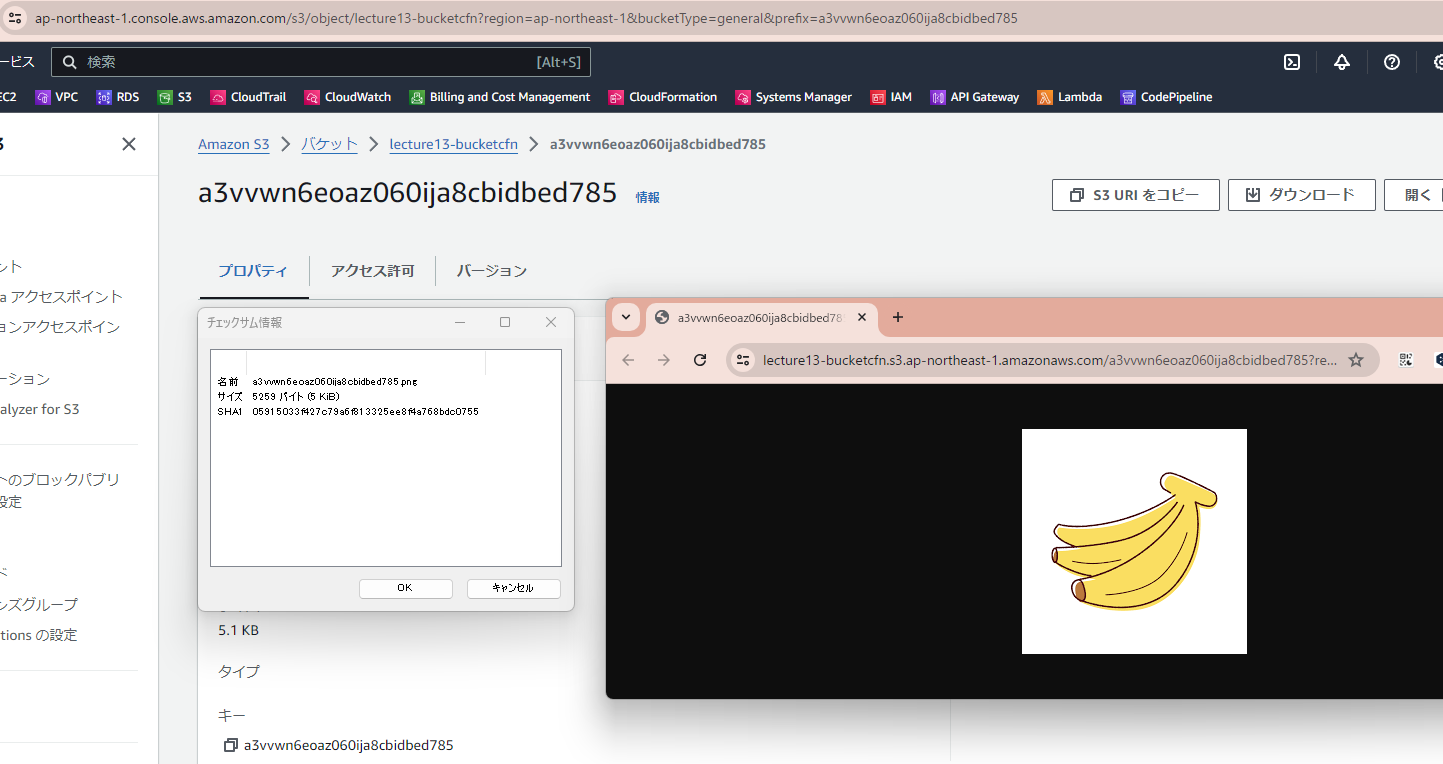 ap-northeast-1.console.aws.amazon.com/s3/object/lecture13-bucketcfn?region=ap-northeast-1&bucketType=general&prefix=a3vvwn6eoaz060ija8cbidbed785
ービス 検索 [Alt+S]
EC2 VPC RDS S3 CloudTrail CloudWatch Billing and Cost Management CloudFormation Systems Manager IAM API Gateway Lambda CodePipeline
Amazon S3 バケット lecture13-bucketcfn a3vvwn6eoaz060ija8cbidbed785
a3vvwn6eoaz060ija8cbidbed785 情報
S3 URI をコピー ダウンロード 開く
プロパティ アクセス許可 バージョン
ント
a アクセスポイント
ョンアクセスポイン
ーション
alyzer for S3
トのブロックパブリ
設定
ド
ンズグループ
tions の設定
チェックサム情報
名前 a3vvwn6eoaz060ija8cbidbed785.png
サイズ 5259 バイト (5 KiB)
SHA1 05915033f427c79a6f813325ee8f4a768bdc0755
OK キャンセル
a3vvwn6eoaz060ija8cbidbed78
lecture13-bucketcfn.s3.ap-northeast-1.amazonaws.com/a3vvwn6eoaz060ija8cbidbed785?re...
5.1 KB
タイプ
キー
a3vvwn6eoaz060ija8cbidbed785